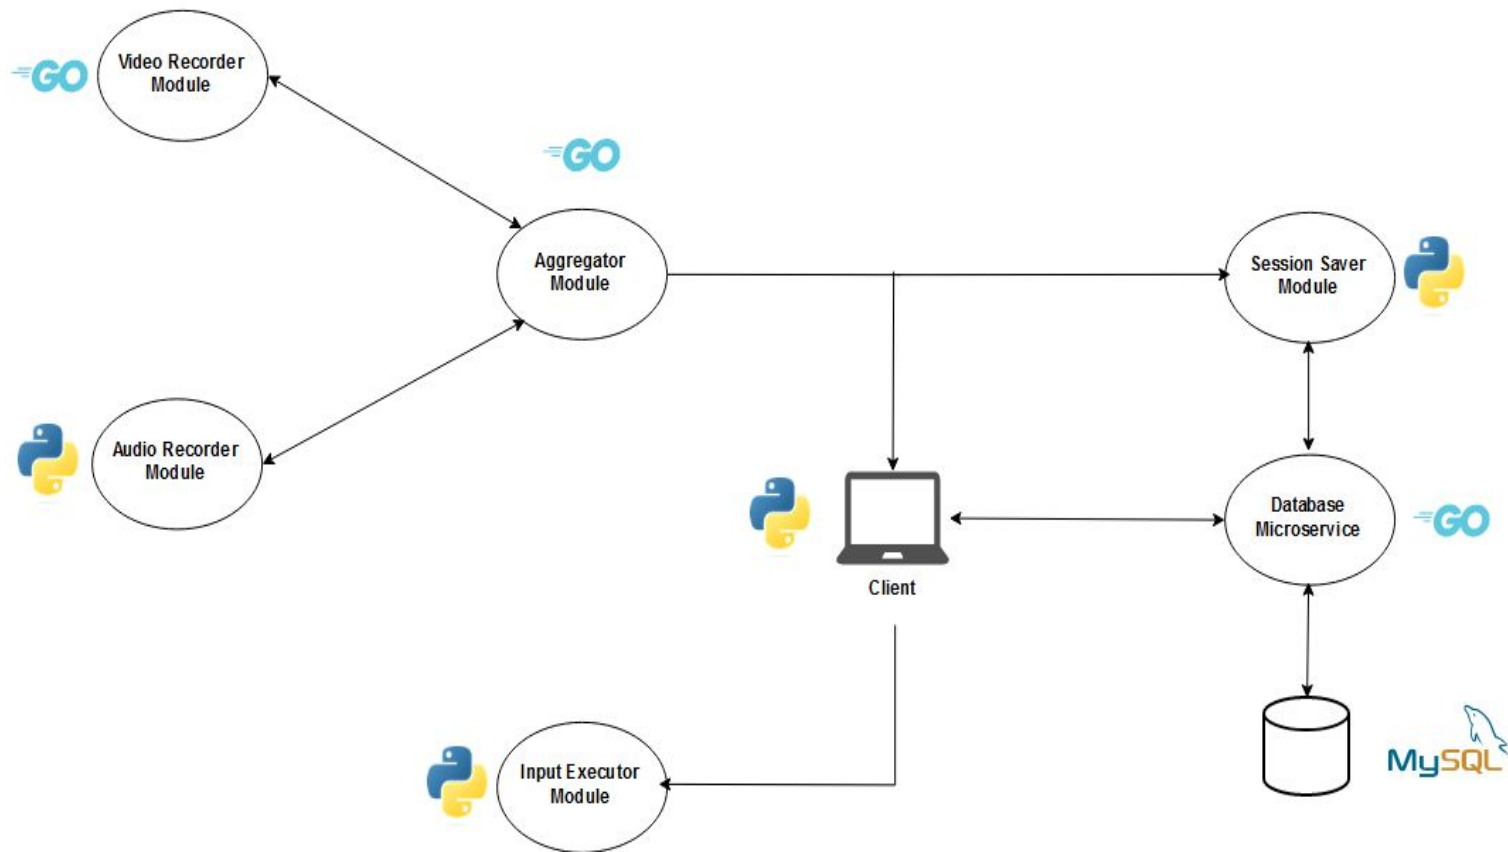 GO
Video Recorder
Module
GO
Aggregator
Module
Session Saver
Module
Audio Recorder
Module
Database
Microservice
GO
Client
Input Executor
Module
MySQL